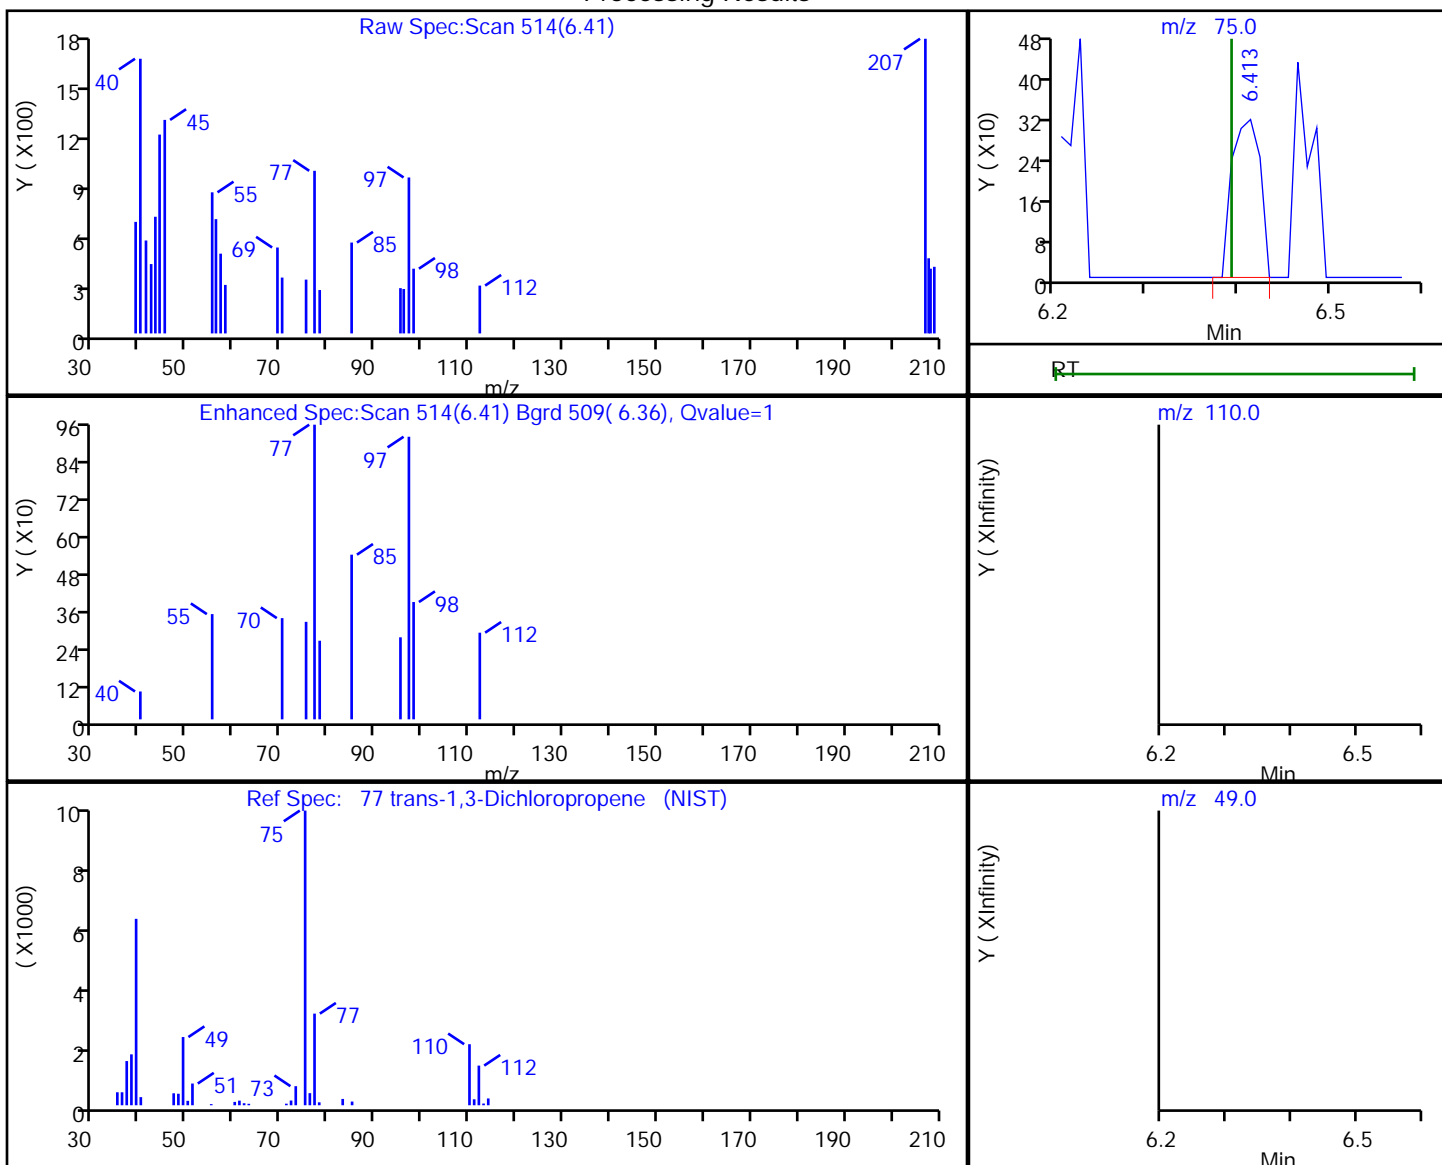 Processing Results
Raw Spec:Scan 514(6.41)
Y ( X100)
18
15
12
9
6
3
0
40
45
55
69
77
85
97
98
112
207
30 50 70 90 110 130 150 170 190 210
m/z
m/z 75.0
Y ( X10)
48
40
32
24
16
8
0
6.413
6.2 6.5
Min
RT
Enhanced Spec:Scan 514(6.41) Bgrd 509( 6.36), Qvalue=1
Y ( X10)
96
84
72
60
48
36
24
12
0
40
55
70
77
85
97
98
112
30 50 70 90 110 130 150 170 190 210
m/z
m/z 110.0
Y ( XInfinity)
6.2 6.5
Min
Ref Spec: 77 trans-1,3-Dichloropropene (NIST)
( X1000)
10
8
6
4
2
0
49
51
73
75
77
110
112
30 50 70 90 110 130 150 170 190 210
m/z 49.0
Y ( XInfinity)
6.2 6.5
Min